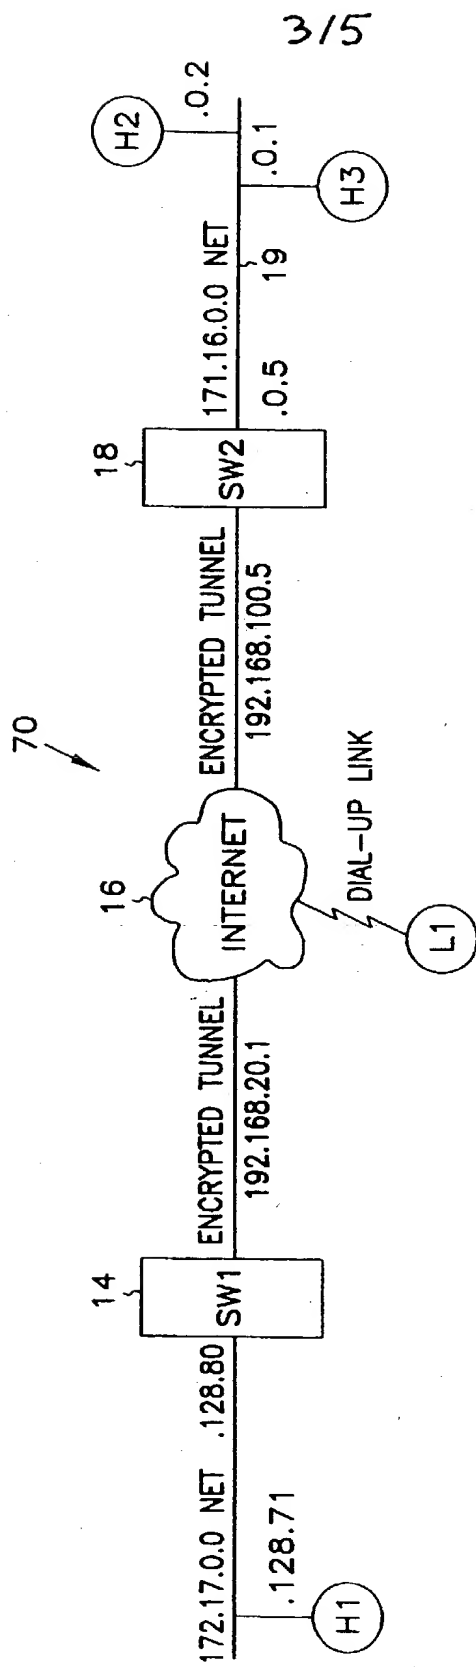 3/5
70
172.17.0.0 NET
.128.80
.128.71
H1
14
SW1
ENCRYPTED TUNNEL
192.168.20.1
16
INTERNET
DIAL-UP LINK
L1
ENCRYPTED TUNNEL
192.168.100.5
18
SW2
171.16.0.0 NET
.0.5
19
H2
.0.2
.0.1
H3